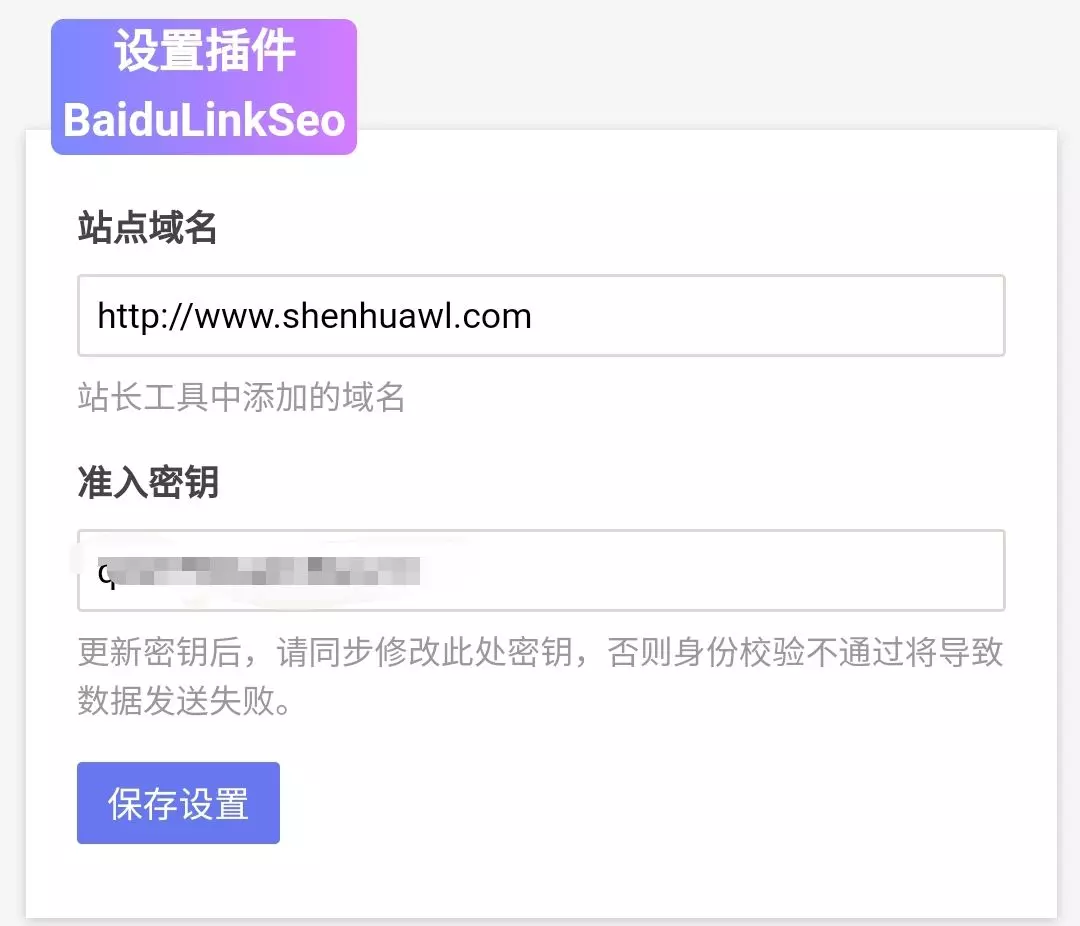 设置插件
BaiduLinkSeo
站点域名
http://www.shenhuawl.com
站长工具中添加的域名
准入密钥
更新密钥后，请同步修改此处密钥，否则身份校验不通过将导致
数据发送失败。
保存设置